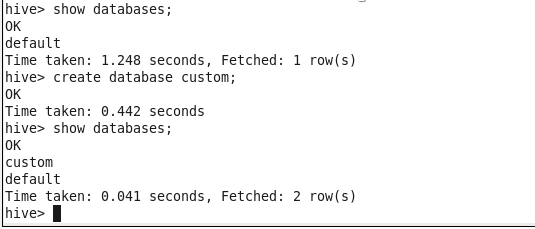 hive> show databases;
OK
default
Time taken: 1.248 seconds, Fetched: 1 row(s)
hive> create database custom;
OK
Time taken: 0.442 seconds
hive> show databases;
OK
custom
default
Time taken: 0.041 seconds, Fetched: 2 row(s)
hive>